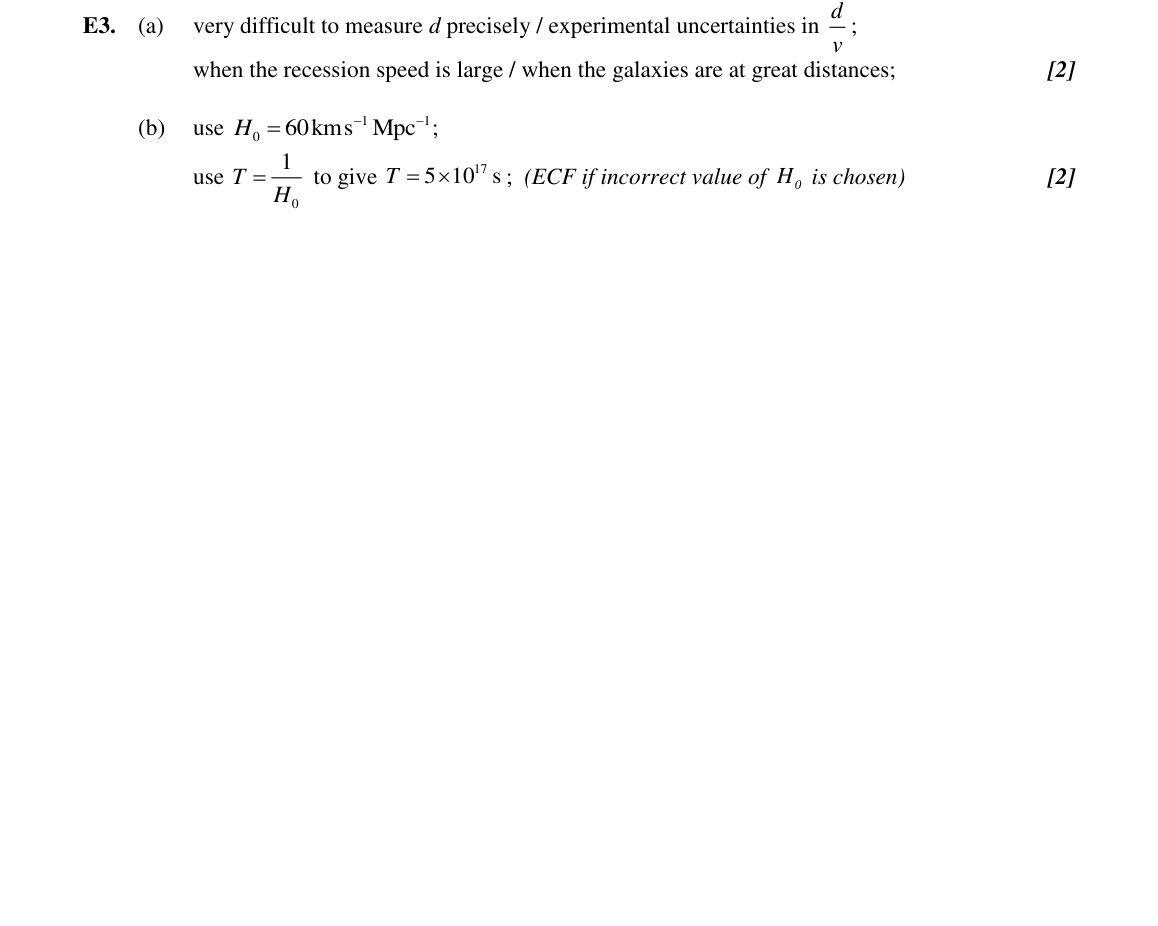 E3. (a) very difficult to measure d precisely / experimental uncertainties in d/v ;
when the recession speed is large / when the galaxies are at great distances; [2]
(b) use H₀ = 60 km s⁻¹ Mpc⁻¹;
use T = 1/H₀ to give T = 5×10¹⁷ s ; (ECF if incorrect value of H₀ is chosen) [2]